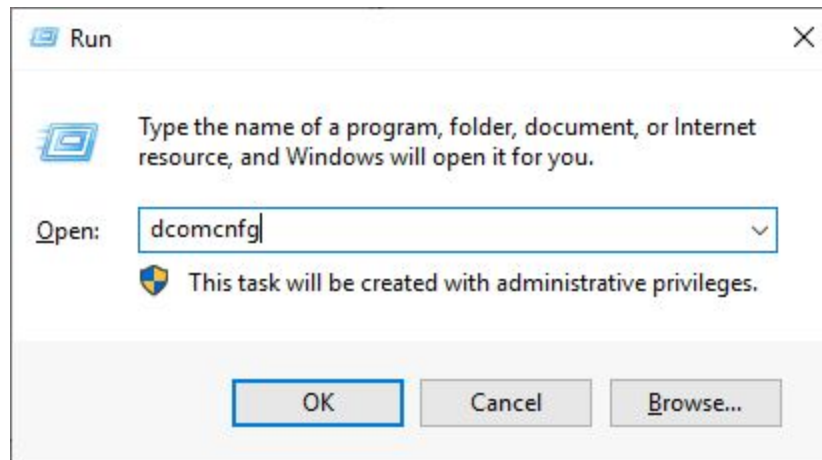 Run
Type the name of a program, folder, document, or Internet
resource, and Windows will open it for you.
Open: dcomcnfg
This task will be created with administrative privileges.
OK Cancel Browse...